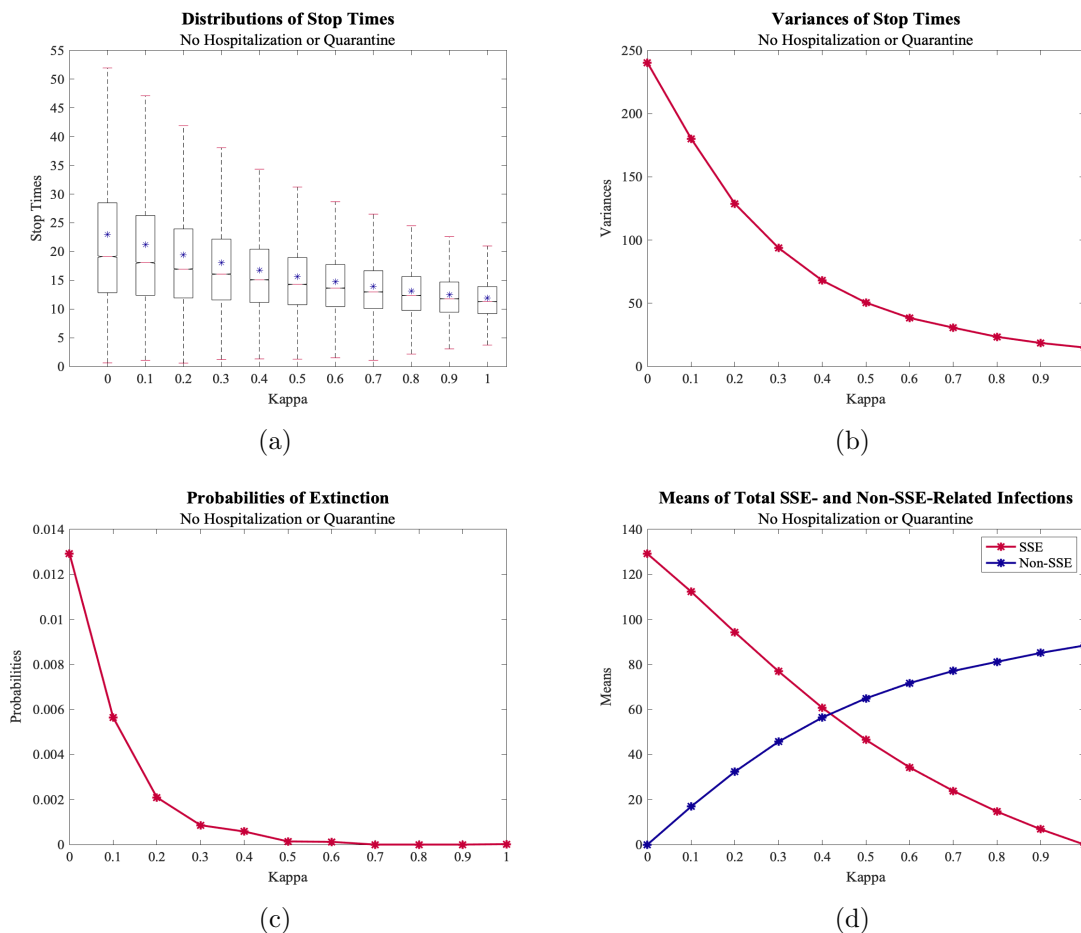 Distributions of Stop Times
No Hospitalization or Quarantine
55
50
45
40
35
30
25
20
15
10
5
0
Stop Times
0 0.1 0.2 0.3 0.4 0.5 0.6 0.7 0.8 0.9 1
Kappa
(a)
Variances of Stop Times
No Hospitalization or Quarantine
250
200
150
100
50
0
Variances
0 0.1 0.2 0.3 0.4 0.5 0.6 0.7 0.8 0.9
Kappa
(b)
Probabilities of Extinction
No Hospitalization or Quarantine
0.014
0.012
0.01
0.008
0.006
0.004
0.002
0
Probabilities
0 0.1 0.2 0.3 0.4 0.5 0.6 0.7 0.8 0.9 1
Kappa
(c)
Means of Total SSE- and Non-SSE-Related Infections
No Hospitalization or Quarantine
140
120
100
80
60
40
20
0
Means
SSE
Non-SSE
0 0.1 0.2 0.3 0.4 0.5 0.6 0.7 0.8 0.9
Kappa
(d)